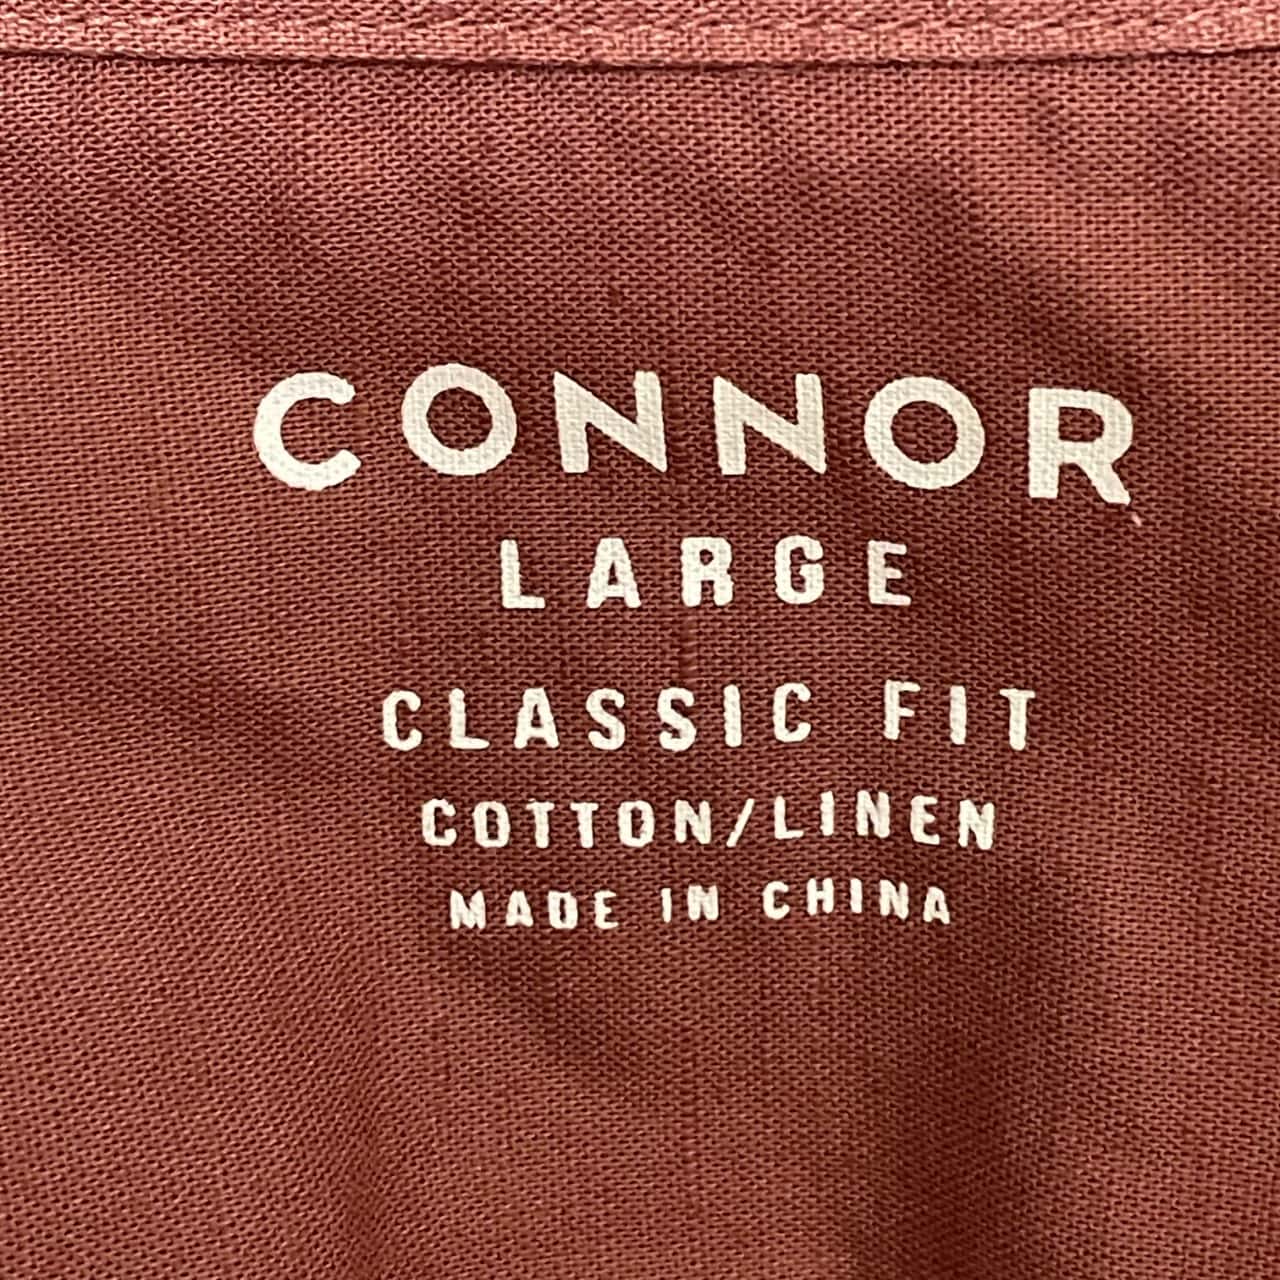 CONNOR
LARGE
CLASSIC FIT
COTTON/LINEN
MADE IN CHINA